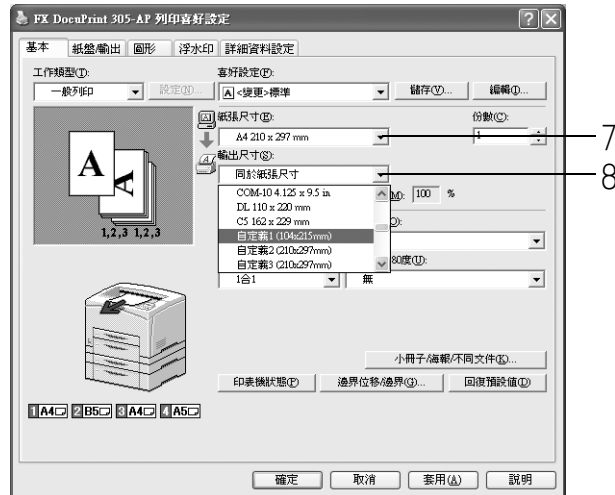 FX DocuPrint 305-AP 列印喜好設定
基本 紙盤/輸出 圖形 浮水印 詳細資料設定
工作類型(T): 喜好設定(F):
一般列印 設定(N)... A <變更>標準 儲存(V)... 編輯(I)...
紙張尺寸(E): 份數(C):
A4 210 x 297 mm 1 7
輸出尺寸(S):
同於紙張尺寸 8
COM-10 4.125 x 9.5 in (M): 100 %
DL 110 x 220 mm
C5 162 x 229 mm O):
自定義1 (104x215mm)
自定義2 (210x297mm) 80度(U):
自定義3 (210x297mm)
1合1 無
A
A
1,2,3 1,2,3
小冊子/海報/不同文件(K)...
印表機狀態(P) 邊界位移/邊界(G)... 回復預設值(D)
1 A4 2 B5 3 A4 4 A5
確定 取消 套用(A) 說明